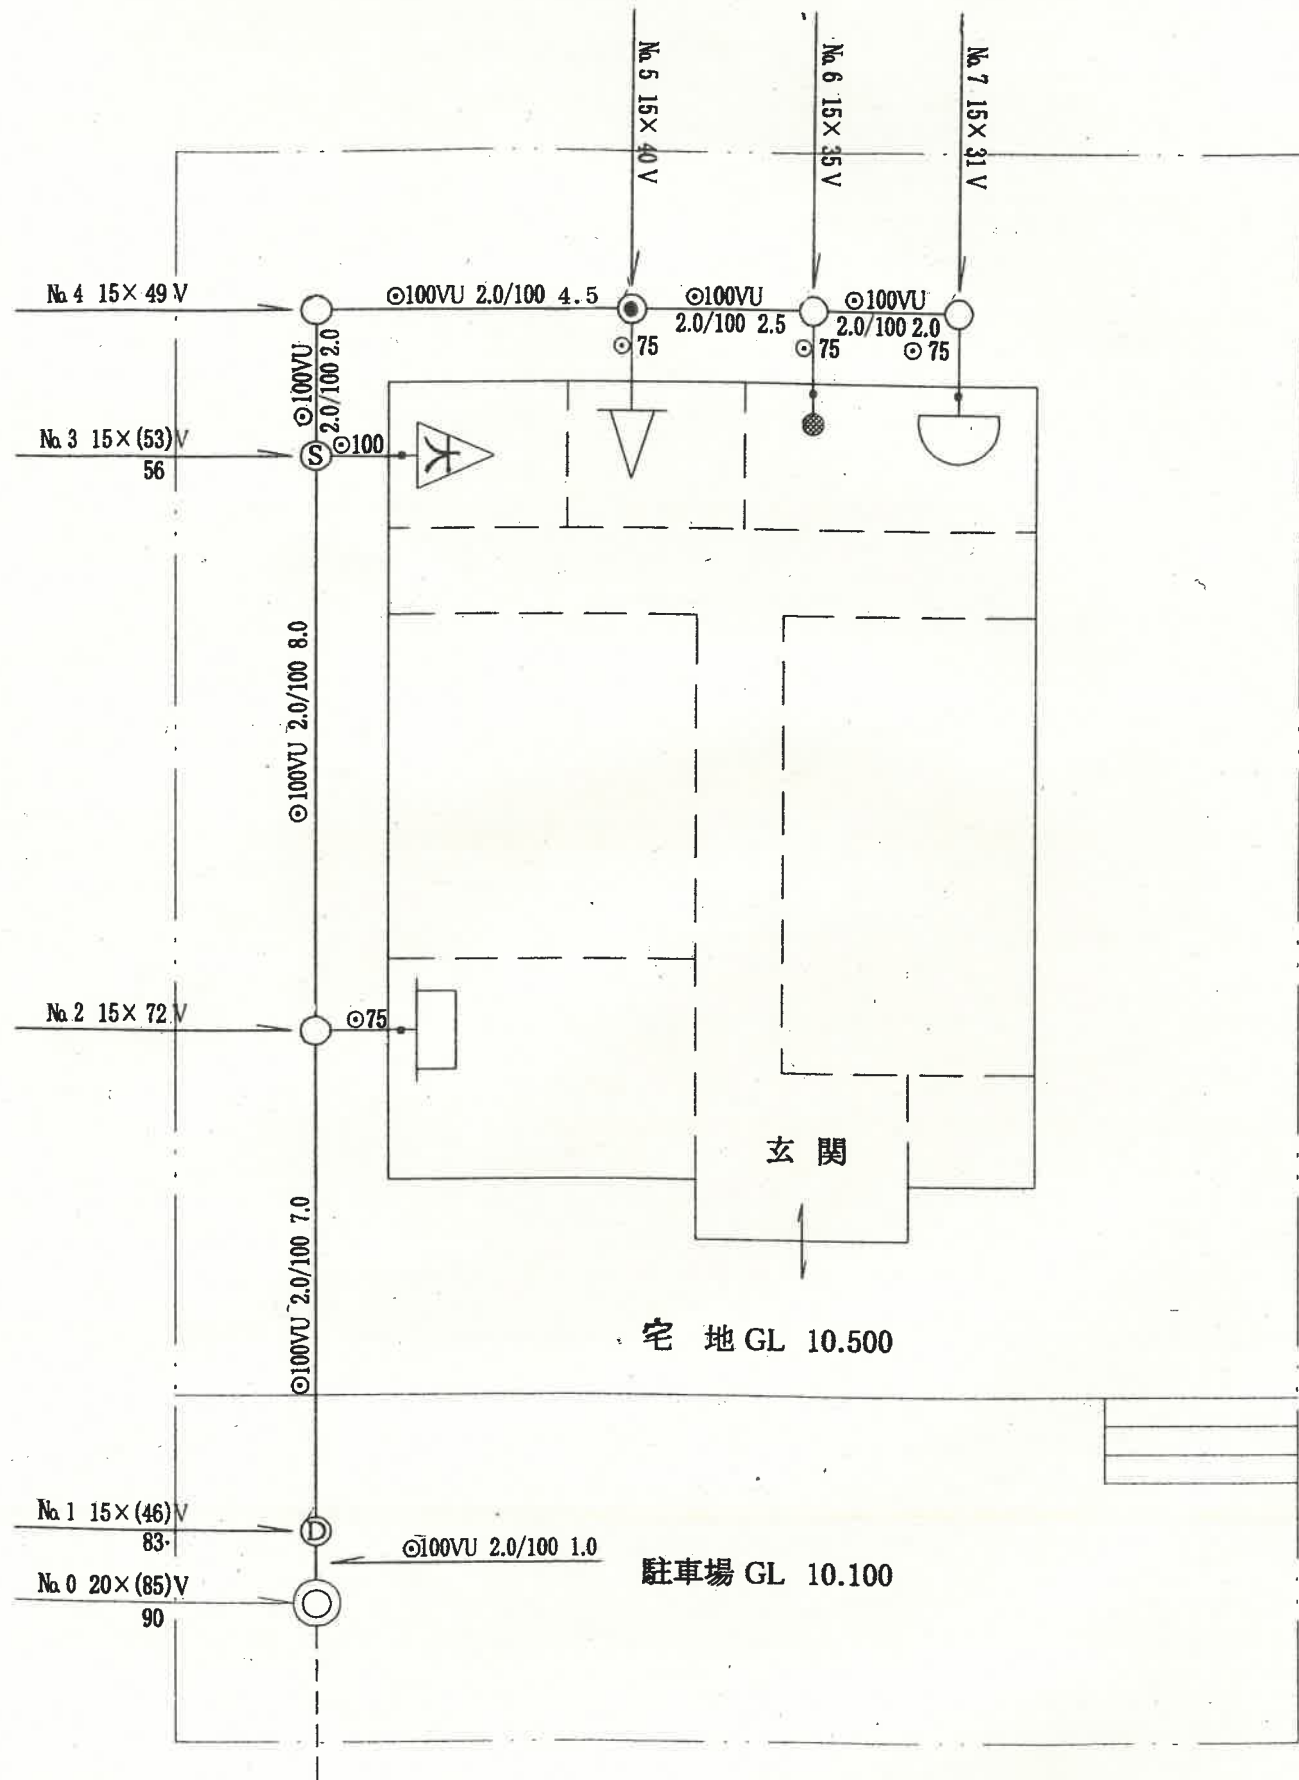 №5 15×40V
№6 15×35V
№7 15×31V
№4 15×49V
⊙100VU 2.0/100 4.5
⊙100VU
2.0/100 2.5
⊙100VU
2.0/100 2.0
⊙75
⊙75
⊙75
⊙100VU
2.0/100 2.0
№3 15×(53)V
56
S
⊙100
⊙100VU 2.0/100 8.0
№2 15×72V
⊙75
玄関
⊙100VU 2.0/100 7.0
宅 地 GL 10.500
№1 15×(46)V
83
D
⊙100VU 2.0/100 1.0
駐車場 GL 10.100
№0 20×(85)V
90